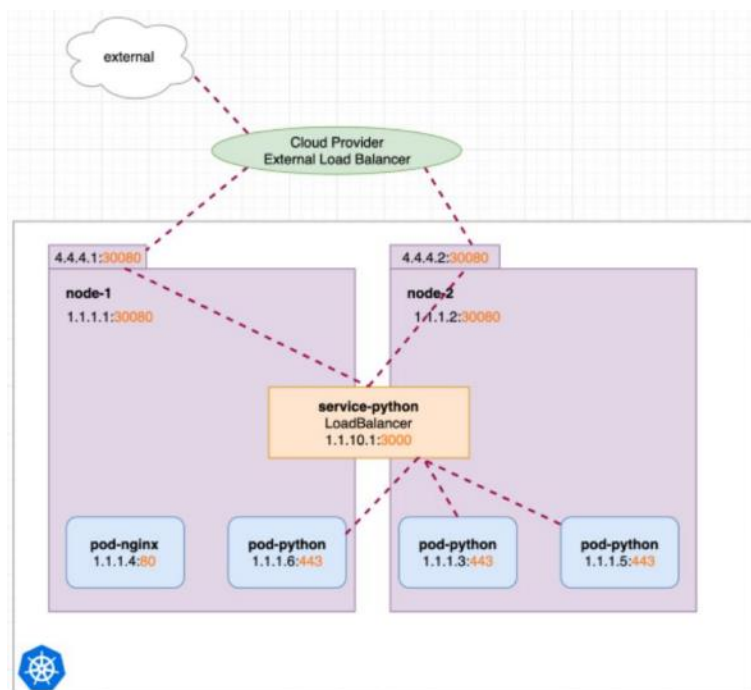 external
Cloud Provider
External Load Balancer
4.4.4.1:30080
4.4.4.2:30080
node-1
1.1.1.1:30080
node-2
1.1.1.2:30080
service-python
LoadBalancer
1.1.10.1:3000
pod-nginx
1.1.1.4:80
pod-python
1.1.1.6:443
pod-python
1.1.1.3:443
pod-python
1.1.1.5:443